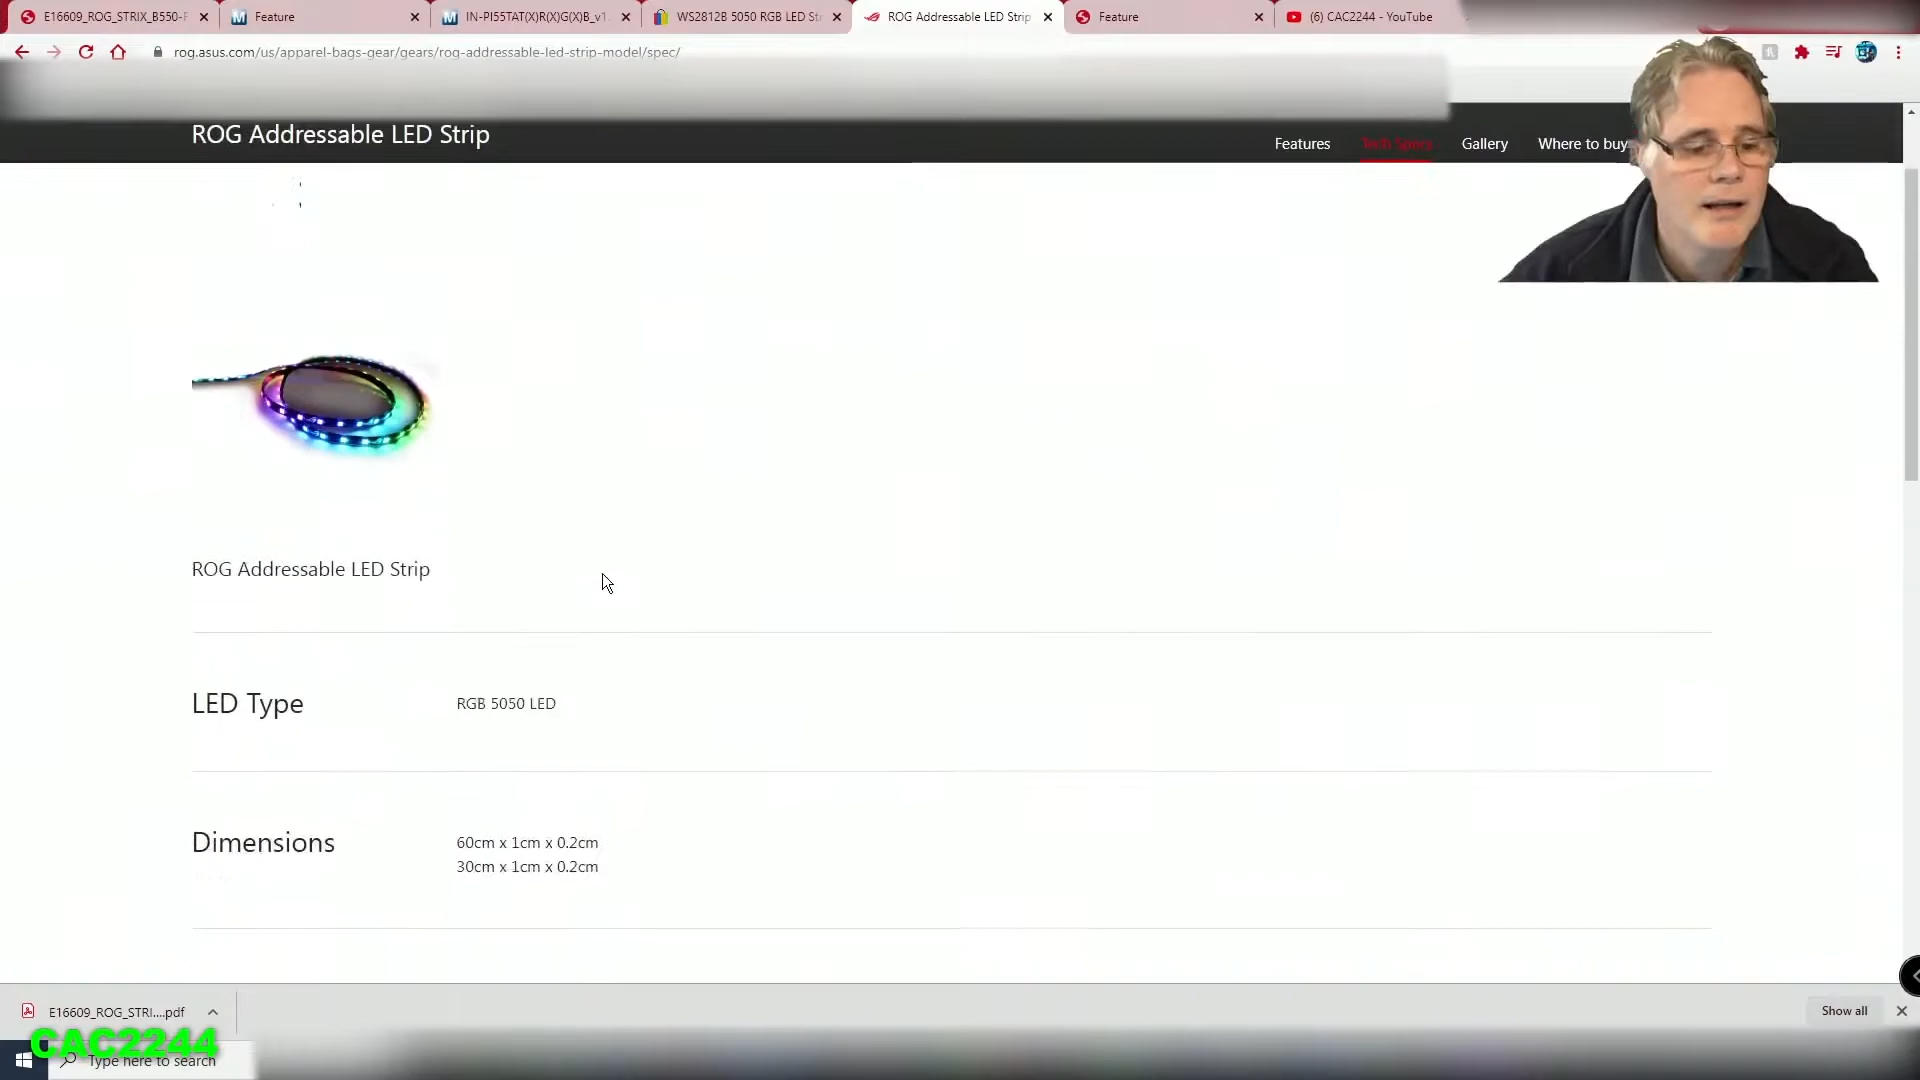 E16609_ROG_STRIX_B550-F
Feature
IN-PI55TAT(X)R(X)G(X)B_v1.
WS2812B 5050 RGB LED Str
ROG Addressable LED Strip
Feature
(6) CAC2244 - YouTube
rog.asus.com/us/apparel-bags-gear/gears/rog-addressable-led-strip-model/spec/
ROG Addressable LED Strip
Features
Tech Specs
Gallery
Where to buy
ROG Addressable LED Strip
LED Type
RGB 5050 LED
Dimensions
60cm x 1cm x 0.2cm
30cm x 1cm x 0.2cm
E16609_ROG_STRI....pdf
Show all
CAC2244
Type here to search